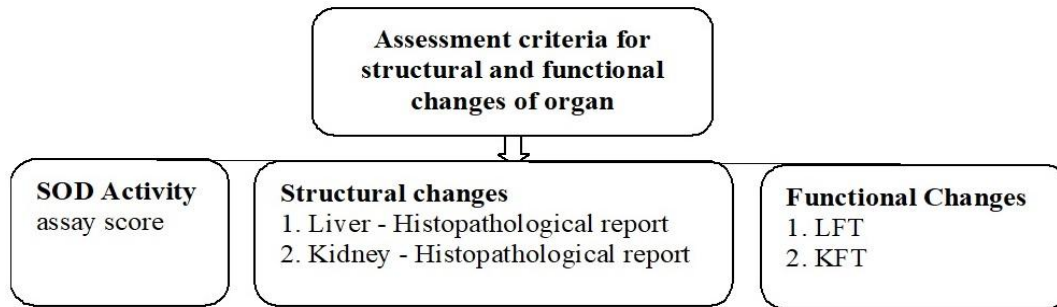 Assessment criteria for
structural and functional
changes of organ
SOD Activity
assay score
Structural changes
1. Liver - Histopathological report
2. Kidney - Histopathological report
Functional Changes
1. LFT
2. KFT